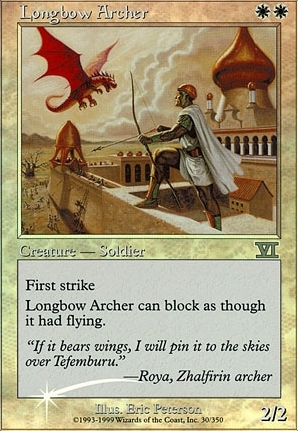 Longbow Archer
Creature — Soldier
VI
First strike
Longbow Archer can block as though
it had flying.
“If it bears wings, I will pin it to the skies
over Tefemburu.”
—Roya, Zhalfirin archer
Illus. Eric Peterson
©1993-1999 Wizards of the Coast, Inc. 30/350
2/2